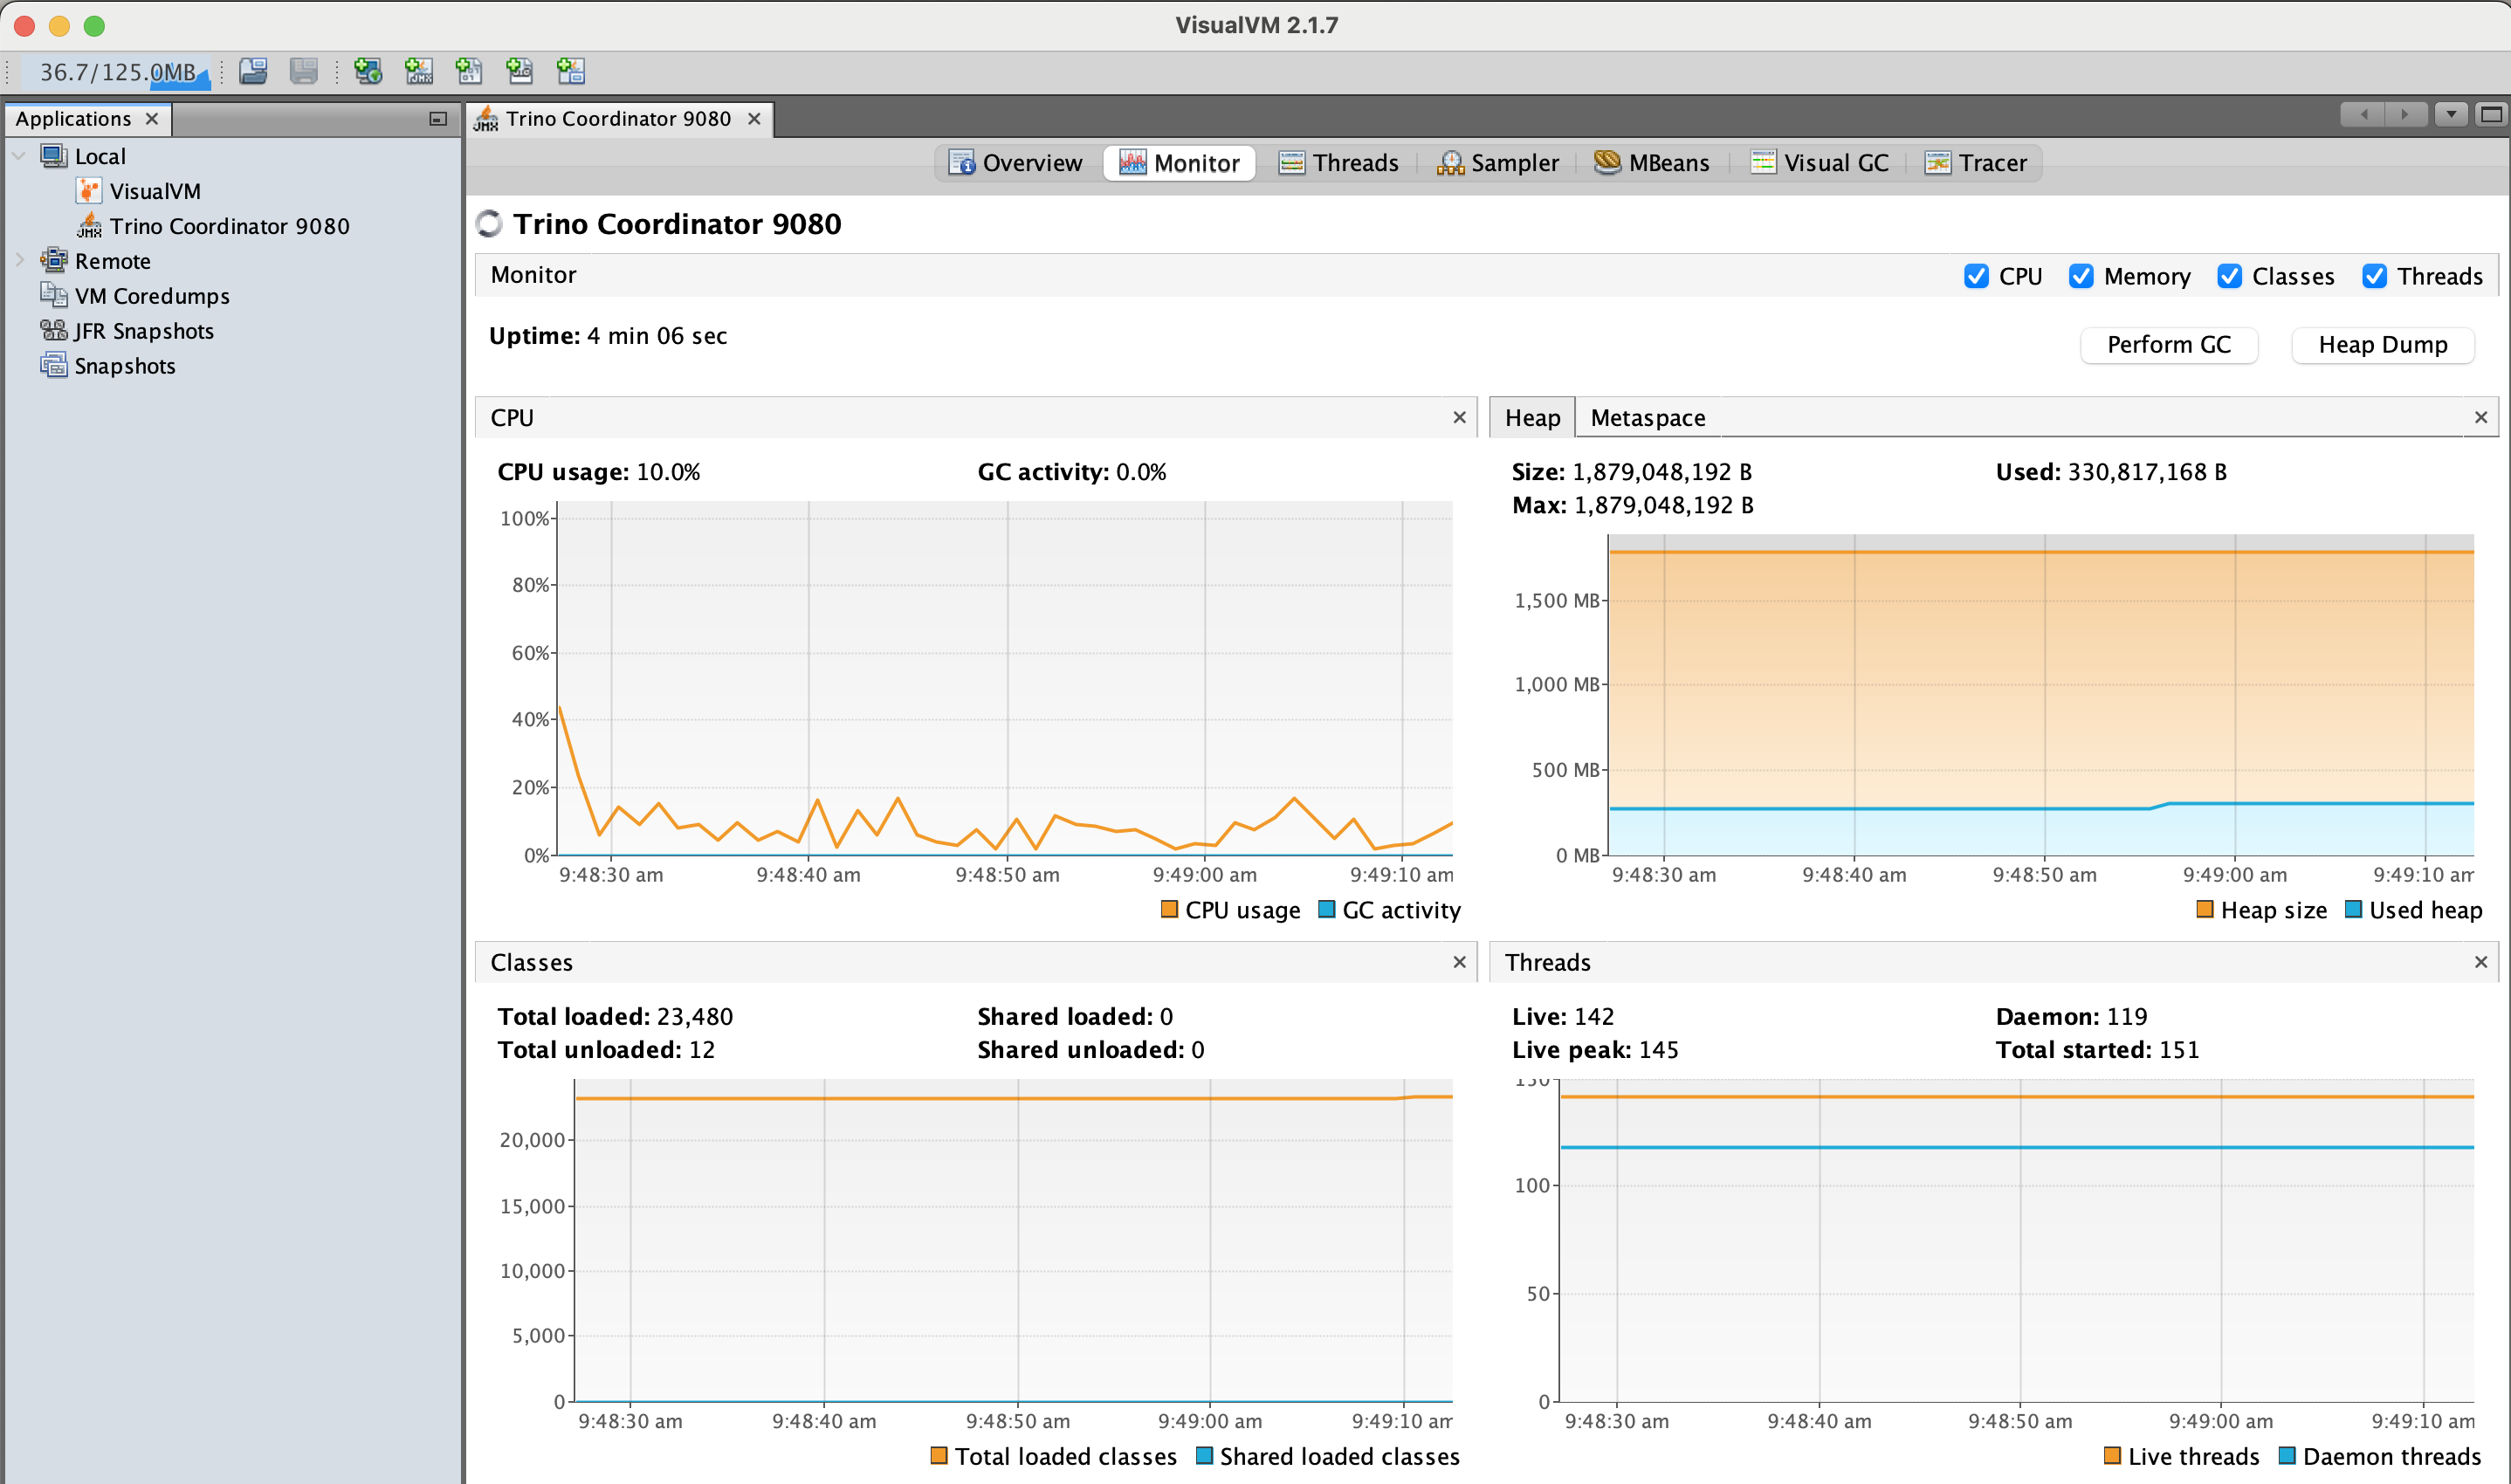 VisualVM 2.1.7
36.7/125.0MB
Applications
Trino Coordinator 9080
Local
VisualVM
Trino Coordinator 9080
Remote
VM Coredumps
JFR Snapshots
Snapshots
Overview Monitor Threads Sampler MBeans Visual GC Tracer
Trino Coordinator 9080
Monitor
CPU Memory Classes Threads
Uptime: 4 min 06 sec
Perform GC Heap Dump
CPU
CPU usage: 10.0% GC activity: 0.0%
100%
80%
60%
40%
20%
0%
9:48:30 am 9:48:40 am 9:48:50 am 9:49:00 am 9:49:10 am
CPU usage GC activity
Heap Metaspace
Size: 1,879,048,192 B Used: 330,817,168 B
Max: 1,879,048,192 B
1,500 MB
1,000 MB
500 MB
0 MB
9:48:30 am 9:48:40 am 9:48:50 am 9:49:00 am 9:49:10 am
Heap size Used heap
Classes
Total loaded: 23,480 Shared loaded: 0
Total unloaded: 12 Shared unloaded: 0
20,000
15,000
10,000
5,000
0
9:48:30 am 9:48:40 am 9:48:50 am 9:49:00 am 9:49:10 am
Total loaded classes Shared loaded classes
Threads
Live: 142 Daemon: 119
Live peak: 145 Total started: 151
150
100
50
0
9:48:30 am 9:48:40 am 9:48:50 am 9:49:00 am 9:49:10 am
Live threads Daemon threads